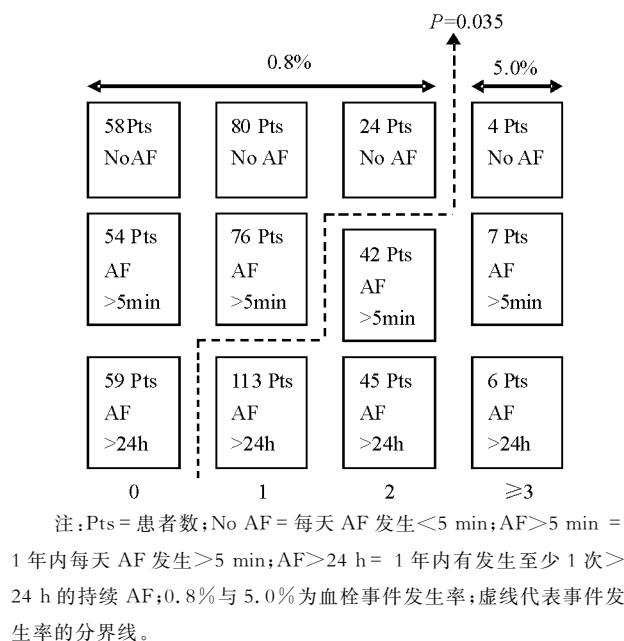 P=0.035
0.8%
5.0%
58Pts
NoAF
80 Pts
No AF
24 Pts
No AF
4 Pts
No AF
54 Pts
AF
>5min
76 Pts
AF
>5min
42 Pts
AF
>5min
7 Pts
AF
>5min
59 Pts
AF
>24h
113 Pts
AF
>24h
45 Pts
AF
>24h
6 Pts
AF
>24h
0
1
2
≥3
注:Pts=患者数;No AF=每天 AF 发生<5 min;AF>5 min =
1 年内每天 AF 发生>5 min;AF>24 h= 1 年内有发生至少 1 次>
24 h 的持续 AF;0.8%与 5.0%为血栓事件发生率;虚线代表事件发
生率的分界线。